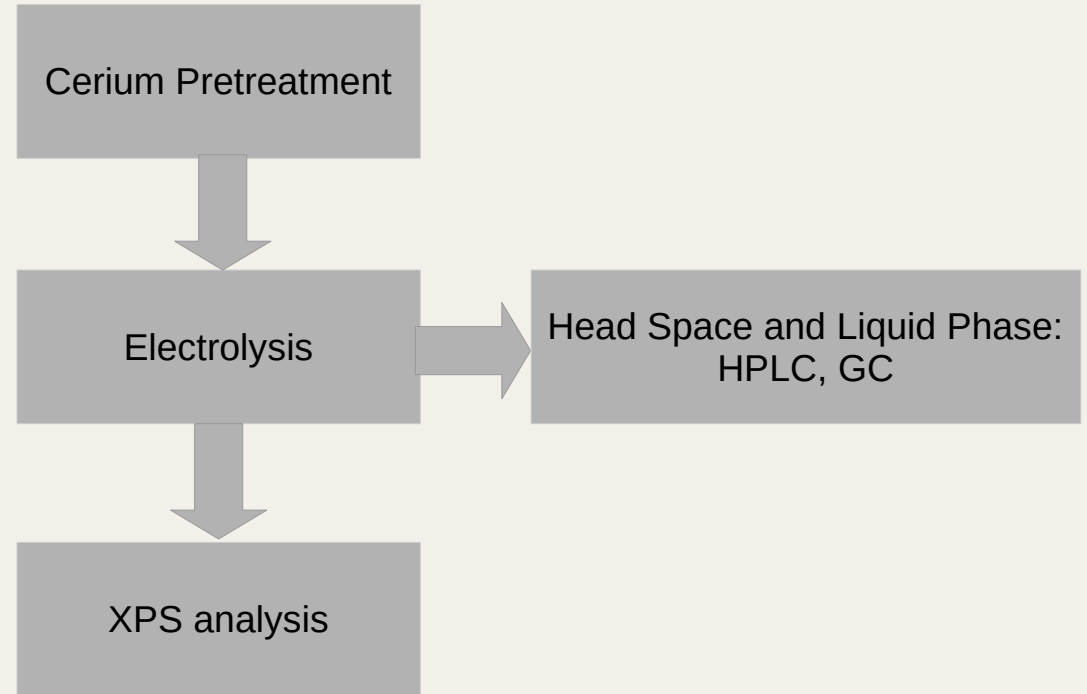 Cerium Pretreatment
Electrolysis
Head Space and Liquid Phase:
HPLC, GC
XPS analysis